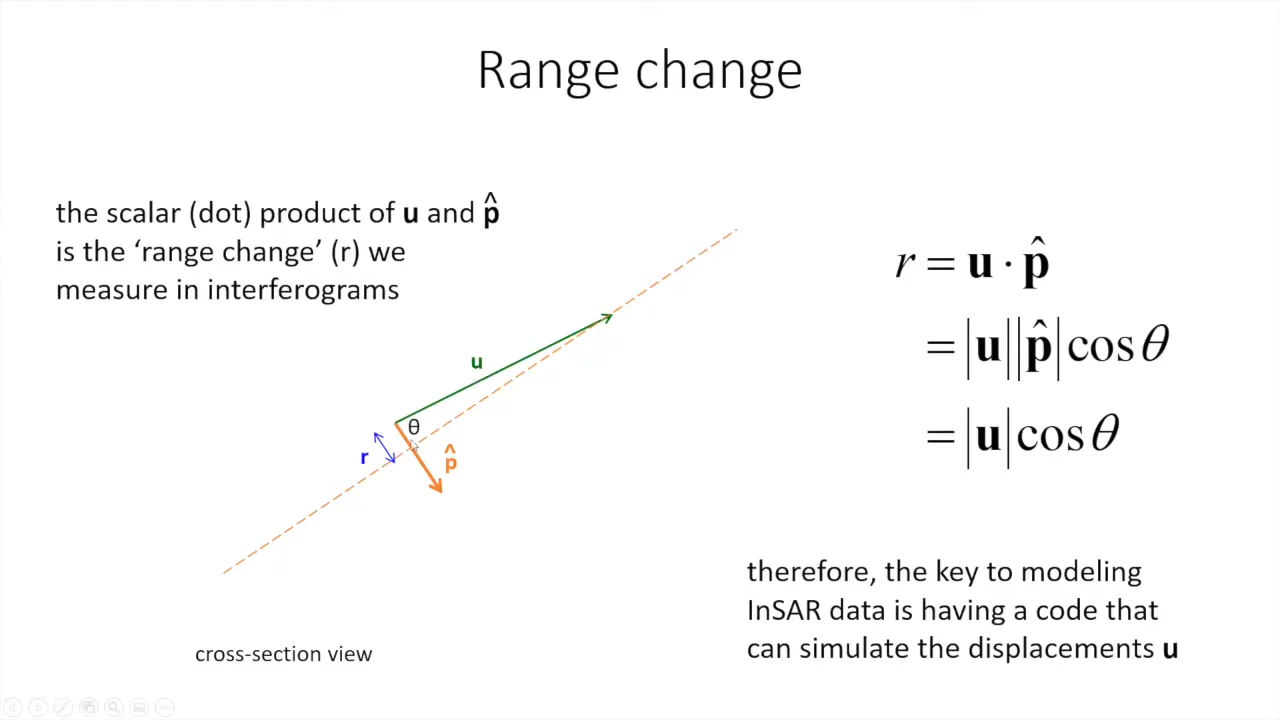 Range change
the scalar (dot) product of u and p̂
is the ‘range change’ (r) we
measure in interferograms
r = u · p̂
= |u||p̂| cos θ
= |u| cos θ
u
θ
r
p̂
therefore, the key to modeling
InSAR data is having a code that
can simulate the displacements u
cross-section view